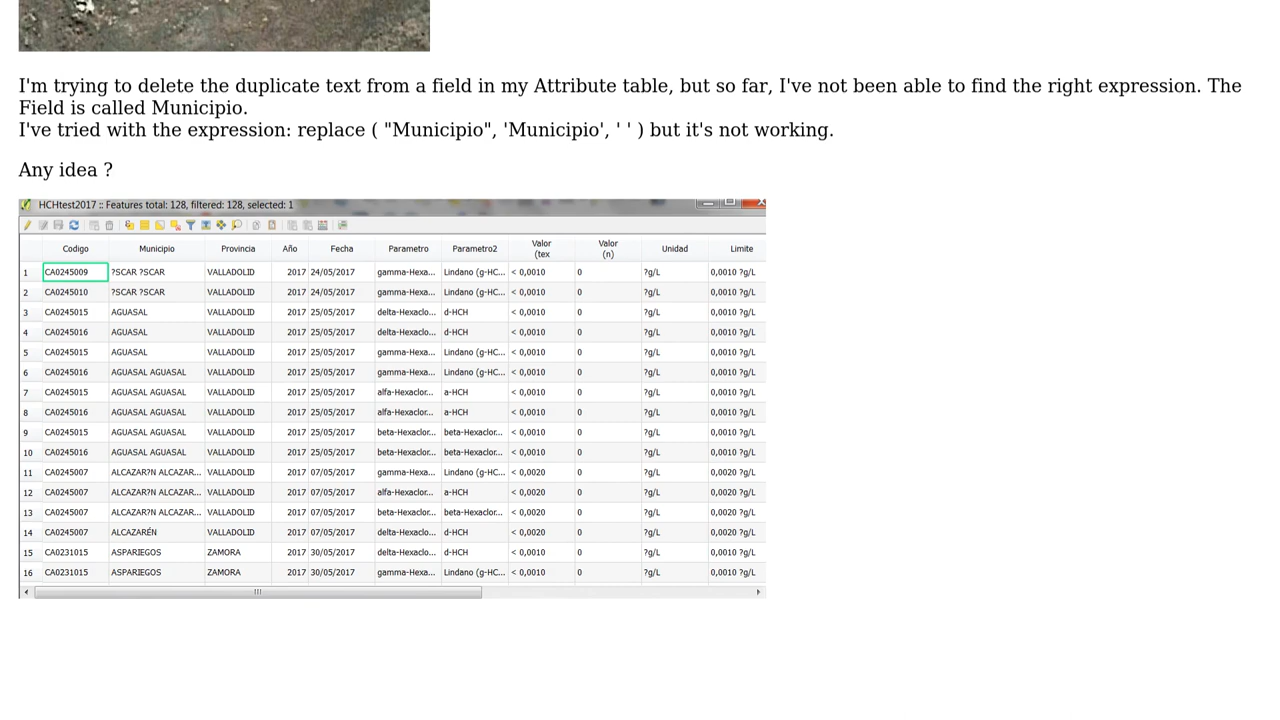 I'm trying to delete the duplicate text from a field in my Attribute table, but so far, I've not been able to find the right expression. The
Field is called Municipio.
I've tried with the expression: replace ( "Municipio", 'Municipio', ' ' ) but it's not working.
Any idea ?
HCHtest2017 :: Features total: 128, filtered: 128, selected: 1
Codigo Municipio Provincia Año Fecha Parametro Parametro2 Valor (tex Valor (n) Unidad Limite
1 CA0245009 ?SCAR ?SCAR VALLADOLID 2017 24/05/2017 gamma-Hexa... Lindano (g-HC... < 0,0010 0 ?g/L 0,0010 ?g/L
2 CA0245010 ?SCAR ?SCAR VALLADOLID 2017 24/05/2017 gamma-Hexa... Lindano (g-HC... < 0,0010 0 ?g/L 0,0010 ?g/L
3 CA0245015 AGUASAL VALLADOLID 2017 25/05/2017 delta-Hexaclo... d-HCH < 0,0010 0 ?g/L 0,0010 ?g/L
4 CA0245016 AGUASAL VALLADOLID 2017 25/05/2017 delta-Hexaclo... d-HCH < 0,0010 0 ?g/L 0,0010 ?g/L
5 CA0245015 AGUASAL VALLADOLID 2017 25/05/2017 gamma-Hexa... Lindano (g-HC... < 0,0010 0 ?g/L 0,0010 ?g/L
6 CA0245016 AGUASAL AGUASAL VALLADOLID 2017 25/05/2017 gamma-Hexa... Lindano (g-HC... < 0,0010 0 ?g/L 0,0010 ?g/L
7 CA0245015 AGUASAL AGUASAL VALLADOLID 2017 25/05/2017 alfa-Hexaclor... a-HCH < 0,0010 0 ?g/L 0,0010 ?g/L
8 CA0245016 AGUASAL AGUASAL VALLADOLID 2017 25/05/2017 alfa-Hexaclor... a-HCH < 0,0010 0 ?g/L 0,0010 ?g/L
9 CA0245015 AGUASAL AGUASAL VALLADOLID 2017 25/05/2017 beta-Hexaclor... beta-Hexaclor... < 0,0010 0 ?g/L 0,0010 ?g/L
10 CA0245016 AGUASAL AGUASAL VALLADOLID 2017 25/05/2017 beta-Hexaclor... beta-Hexaclor... < 0,0010 0 ?g/L 0,0010 ?g/L
11 CA0245007 ALCAZAR?N ALCAZAR... VALLADOLID 2017 07/05/2017 gamma-Hexa... Lindano (g-HC... < 0,0020 0 ?g/L 0,0020 ?g/L
12 CA0245007 ALCAZAR?N ALCAZAR... VALLADOLID 2017 07/05/2017 alfa-Hexaclor... a-HCH < 0,0020 0 ?g/L 0,0020 ?g/L
13 CA0245007 ALCAZAR?N ALCAZAR... VALLADOLID 2017 07/05/2017 beta-Hexaclor... beta-Hexaclor... < 0,0020 0 ?g/L 0,0020 ?g/L
14 CA0245007 ALCAZARÉN VALLADOLID 2017 07/05/2017 delta-Hexaclo... d-HCH < 0,0020 0 ?g/L 0,0020 ?g/L
15 CA0231015 ASPARIEGOS ZAMORA 2017 30/05/2017 delta-Hexaclo... d-HCH < 0,0010 0 ?g/L 0,0010 ?g/L
16 CA0231015 ASPARIEGOS ZAMORA 2017 30/05/2017 gamma-Hexa... Lindano (g-HC... < 0,0010 0 ?g/L 0,0010 ?g/L